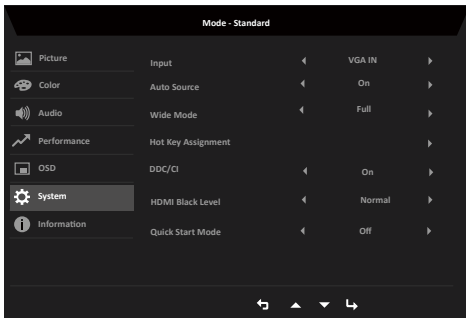 Mode - Standard
Picture
Input VGA IN
Color
Auto Source On
Audio
Wide Mode Full
Performance
Hot Key Assignment
OSD
DDC/CI On
System
HDMI Black Level Normal
Information
Quick Start Mode Off